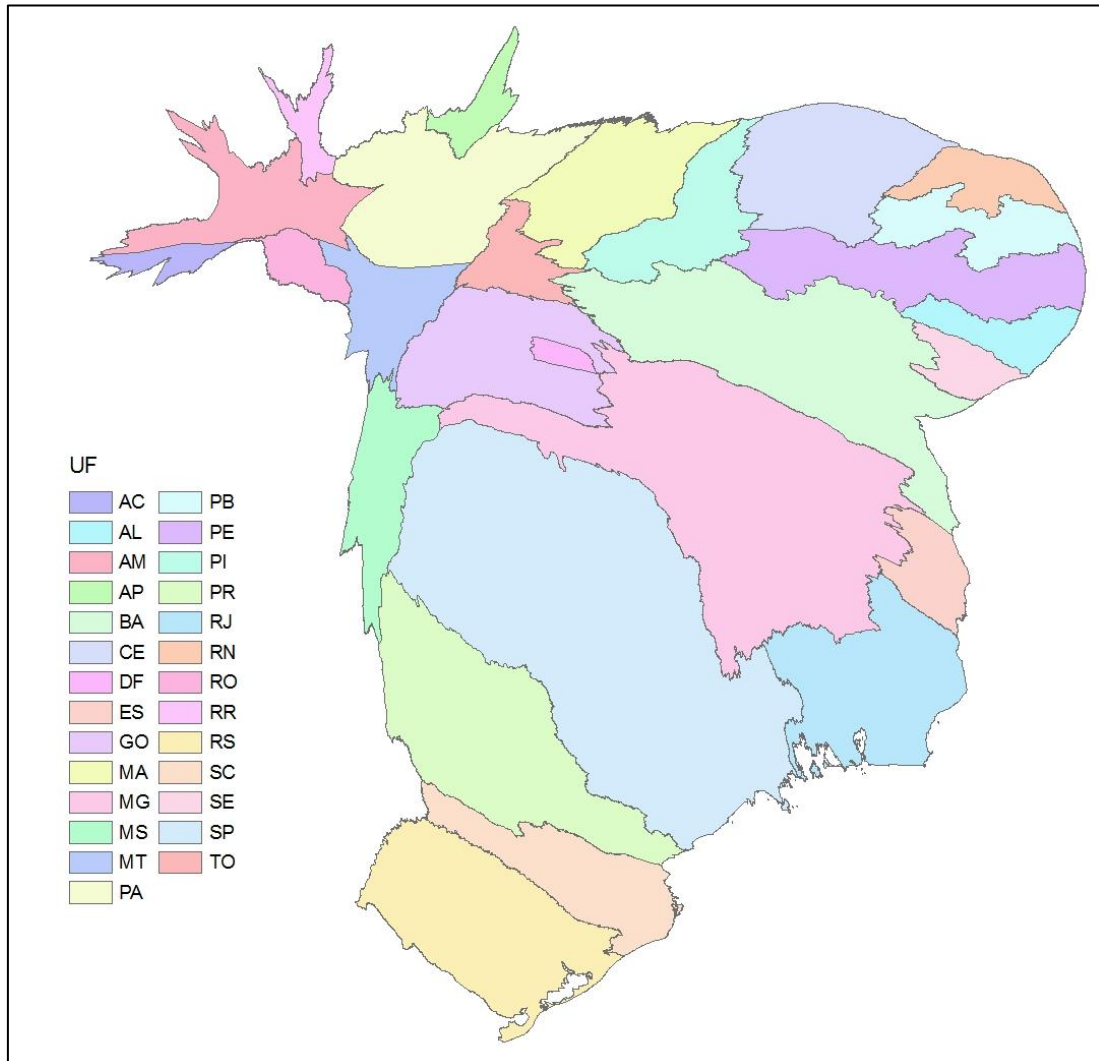 UF
AC PB
AL PE
AM PI
AP PR
BA RJ
CE RN
DF RO
ES RR
GO RS
MA SC
MG SE
MS SP
MT TO
PA